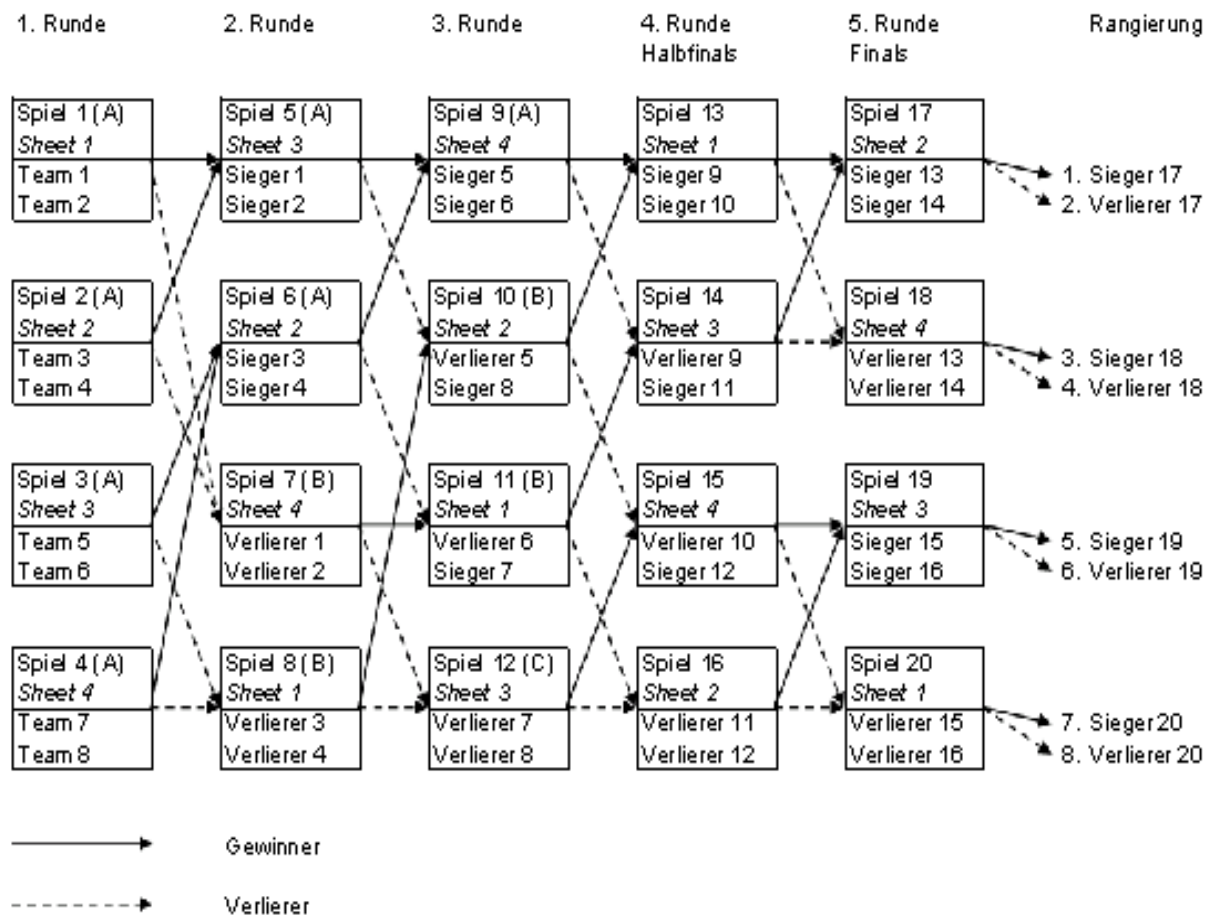 1. Runde
2. Runde
3. Runde
4. Runde
Halbfinals
5. Runde
Finals
Rangierung
Spiel 1 (A)
Sheet 1
Team 1
Team 2
Spiel 5 (A)
Sheet 3
Sieger 1
Sieger 2
Spiel 9 (A)
Sheet 4
Sieger 5
Sieger 6
Spiel 13
Sheet 1
Sieger 9
Sieger 10
Spiel 17
Sheet 2
Sieger 13
Sieger 14
1. Sieger 17
2. Verlierer 17
Spiel 2 (A)
Sheet 2
Team 3
Team 4
Spiel 6 (A)
Sheet 2
Sieger 3
Sieger 4
Spiel 10 (B)
Sheet 2
Verlierer 5
Sieger 8
Spiel 14
Sheet 3
Verlierer 9
Sieger 11
Spiel 18
Sheet 4
Verlierer 13
Verlierer 14
3. Sieger 18
4. Verlierer 18
Spiel 3 (A)
Sheet 3
Team 5
Team 6
Spiel 7 (B)
Sheet 4
Verlierer 1
Verlierer 2
Spiel 11 (B)
Sheet 1
Verlierer 6
Sieger 7
Spiel 15
Sheet 4
Verlierer 10
Sieger 12
Spiel 19
Sheet 3
Sieger 15
Sieger 16
5. Sieger 19
6. Verlierer 19
Spiel 4 (A)
Sheet 4
Team 7
Team 8
Spiel 8 (B)
Sheet 1
Verlierer 3
Verlierer 4
Spiel 12 (C)
Sheet 3
Verlierer 7
Verlierer 8
Spiel 16
Sheet 2
Verlierer 11
Verlierer 12
Spiel 20
Sheet 1
Verlierer 15
Verlierer 16
7. Sieger 20
8. Verlierer 20
Gewinner
Verlierer